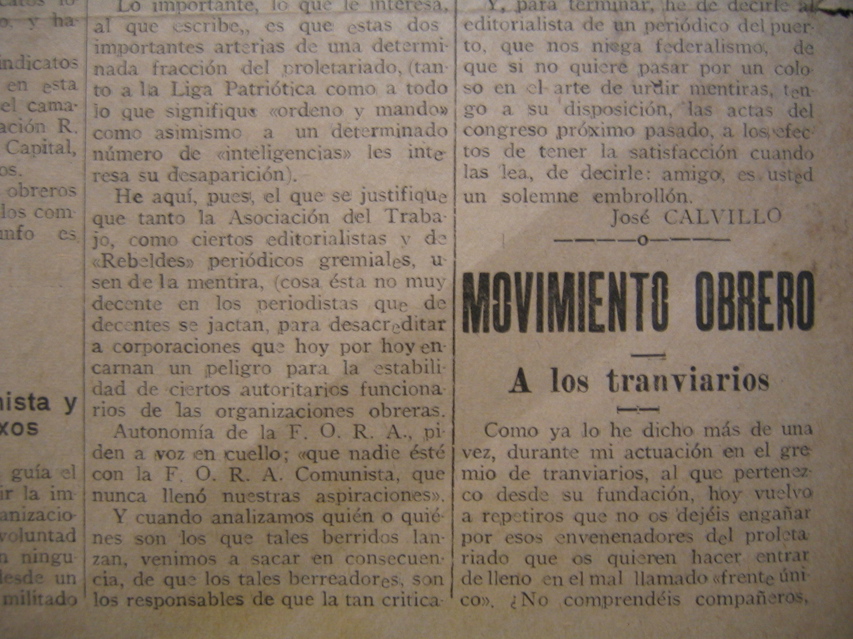 o. y ha
indicatos
en esta
el cama-
ación R.
Capital,
os.
obreros
los com
unfo es
nista y
xos
guía el
ir la im
anizacio
voluntad
n ningu-
desde un
militado
Lo importante, lo que le interesa,
al que escribe,, es que estas dos
importantes arterias de una determi
nada fracción del proletariado, (tan
to a la Liga Patriótica como a todo
lo que signifique «ordeno y mando»
como asimismo a un determinado
número de «inteligencias» les inte
resa su desaparición).
He aquí, pues, el que se justifique
que tanto la Asociación del Traba-
jo, como ciertos editorialistas y de
«Rebeldes» periódicos gremiales, u-
sen de la mentira, (cosa ésta no muy
decente en los periodistas que de
decentes se jactan, para desacreditar
a corporaciones que hoy por hoy en-
carnan un peligro para la estabili
dad de ciertos autoritarios funciona-
rios de las organizaciones obreras.
Autonomía de la F. O. R. A., pi-
den a voz en cuello; «que nadie ésté
con la F. O. R. A. Comunista, que
nunca llenó nuestras aspiraciones».
Y cuando analizamos quién o quié-
nes son los que tales berridos lan-
zan, venimos a sacar en consecuen-
cia, de que los tales berreadores, son
los responsables de que la tan critica-
Y, para terminar, he de decirle al
editorialista de un periódico del puer-
to, que nos niega federalismo, de
que si no quiere pasar por un colo
so en el arte de urdir mentiras, ten-
go a su disposición, las actas del
congreso próximo pasado, a los efec-
tos de tener la satisfacción cuando
las lea, de decirle: amigo, es usted
un solemne embrollón.
José CALVILLO
MOVIMIENTO OBRERO
A los tranviarios
Como ya lo he dicho más de una
vez, durante mi actuación en el gre
mio de tranviarios, al que pertenez-
co desde su fundación, hoy vuelvo
a repetiros que no os dejéis engañar
por esos envenenadores del proleta
riado que os quieren hacer entrar
de lleno en el mal llamado «frente úni-
co». ¿No comprendéis compañeros,